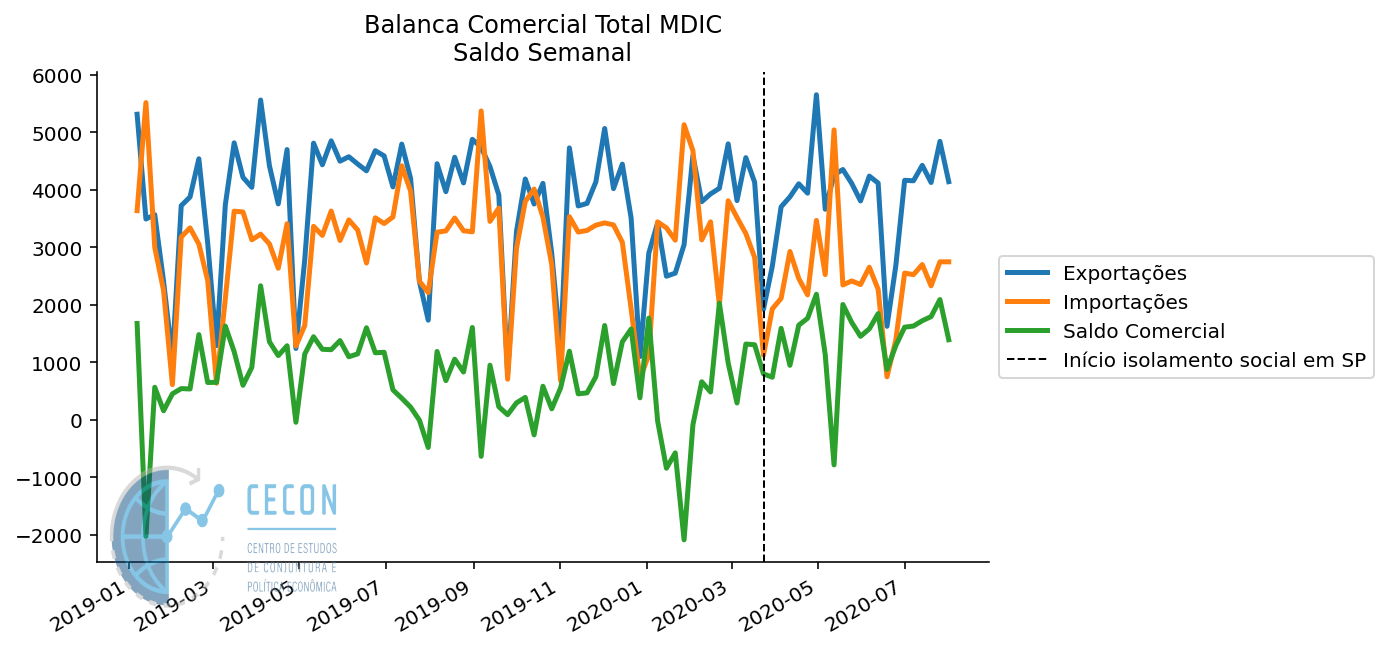 Balanca Comercial Total MDIC
Saldo Semanal
6000
5000
4000
3000
2000
1000
0
−1000
−2000
2019-01
2019-03
2019-05
2019-07
2019-09
2019-11
2020-01
2020-03
2020-05
2020-07
Exportações
Importações
Saldo Comercial
Início isolamento social em SP
CECON
CENTRO DE ESTUDOS
DE CONJUNTURA E
POLÍTICA ECONÔMICA